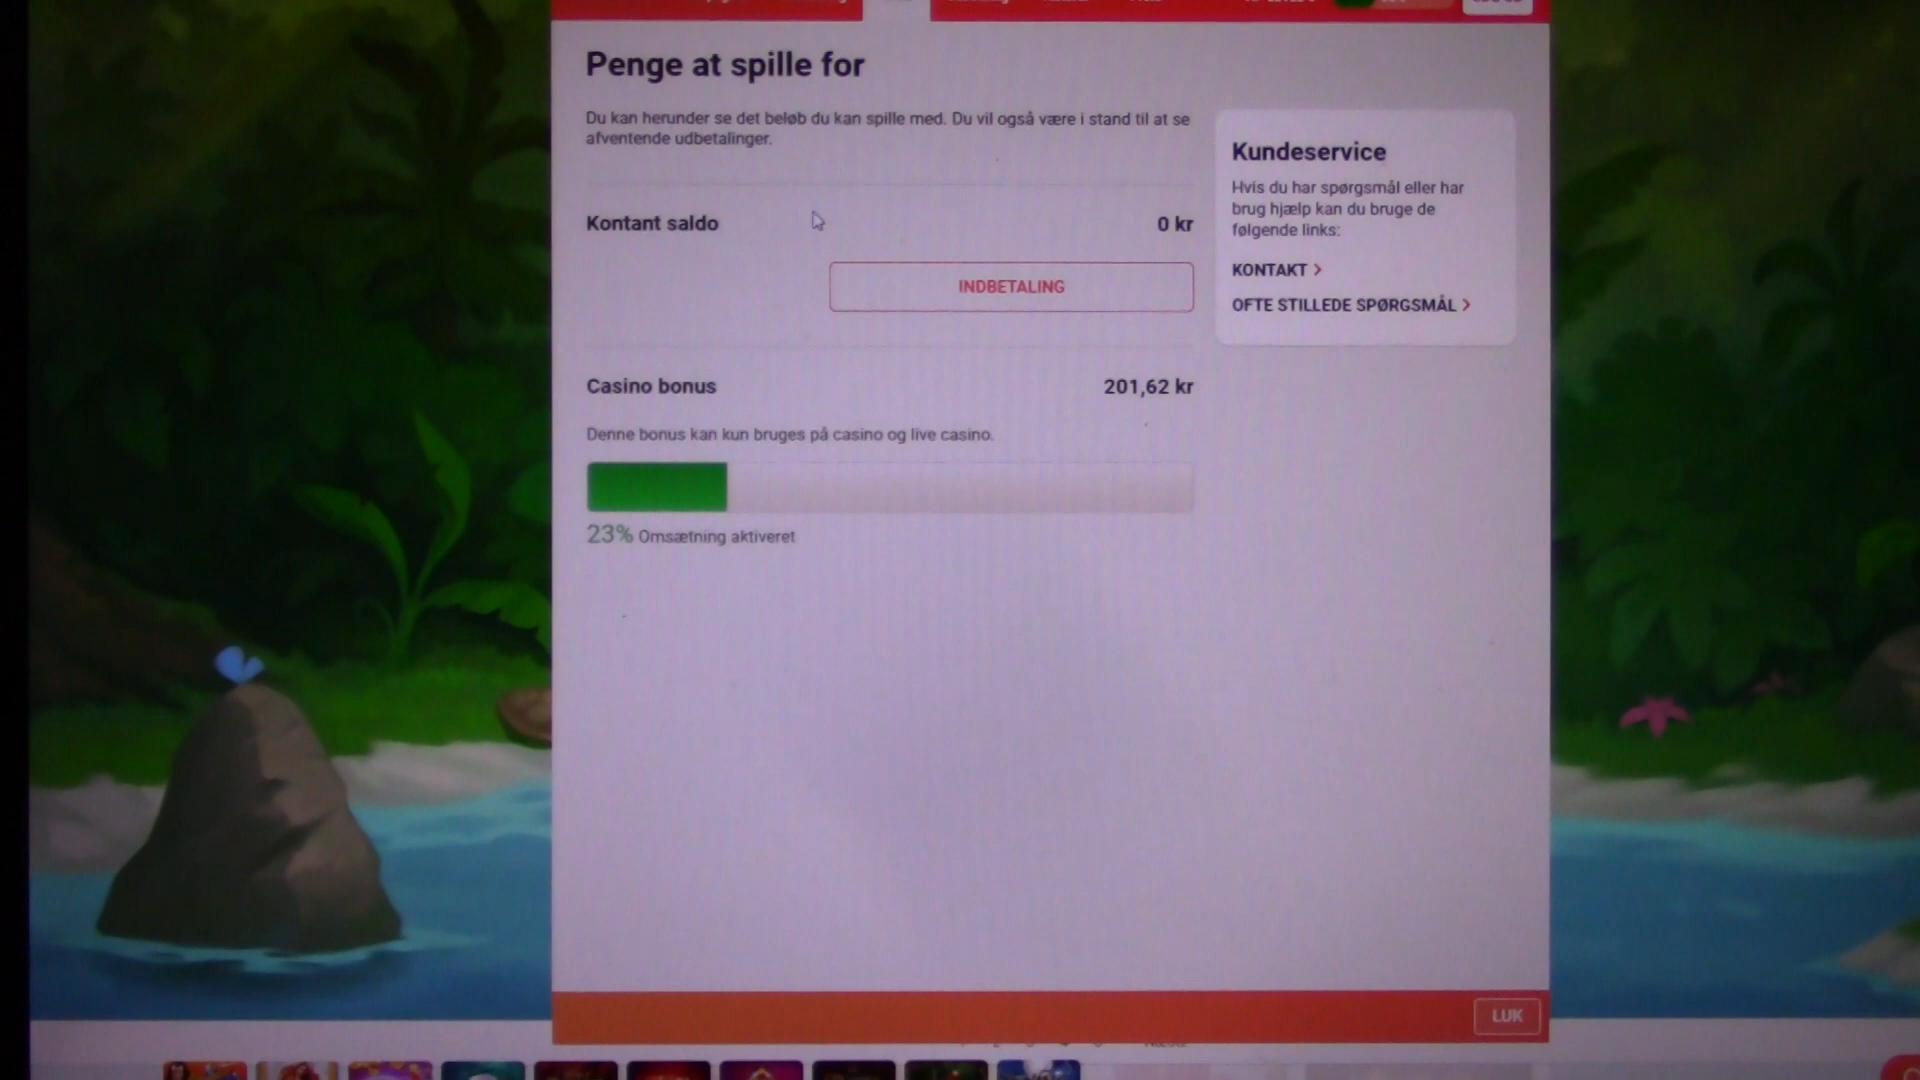 Penge at spille for
Du kan herunder se det beløb du kan spille med. Du vil også være i stand til at se
afventende udbetalinger.
Kontant saldo
0 kr
INDBETALING
Casino bonus
201,62 kr
Denne bonus kan kun bruges på casino og live casino.
23% Omsætning aktiveret
Kundeservice
Hvis du har spørgsmål eller har
brug hjælp kan du bruge de
følgende links:
KONTAKT >
OFTE STILLEDE SPØRGSMÅL >
LUK